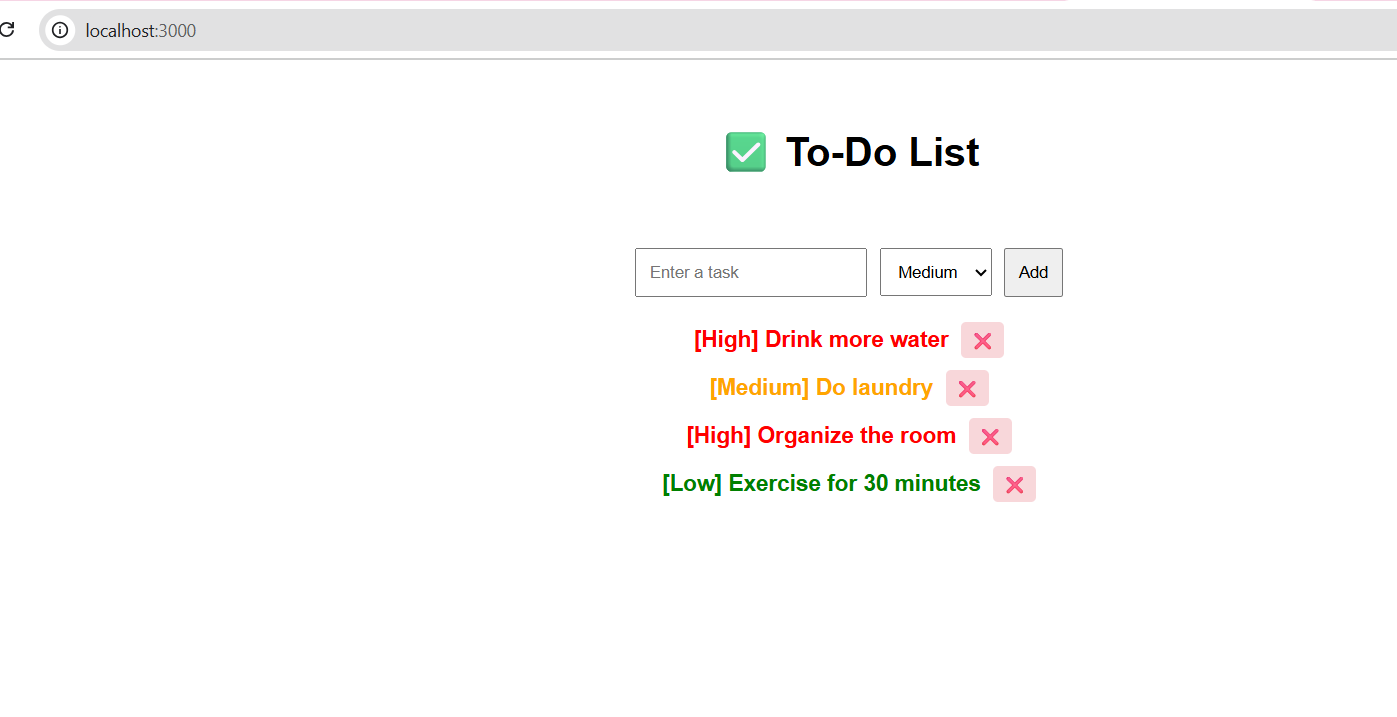 localhost:3000
To-Do List
Enter a task Medium Add
[High] Drink more water
[Medium] Do laundry
[High] Organize the room
[Low] Exercise for 30 minutes